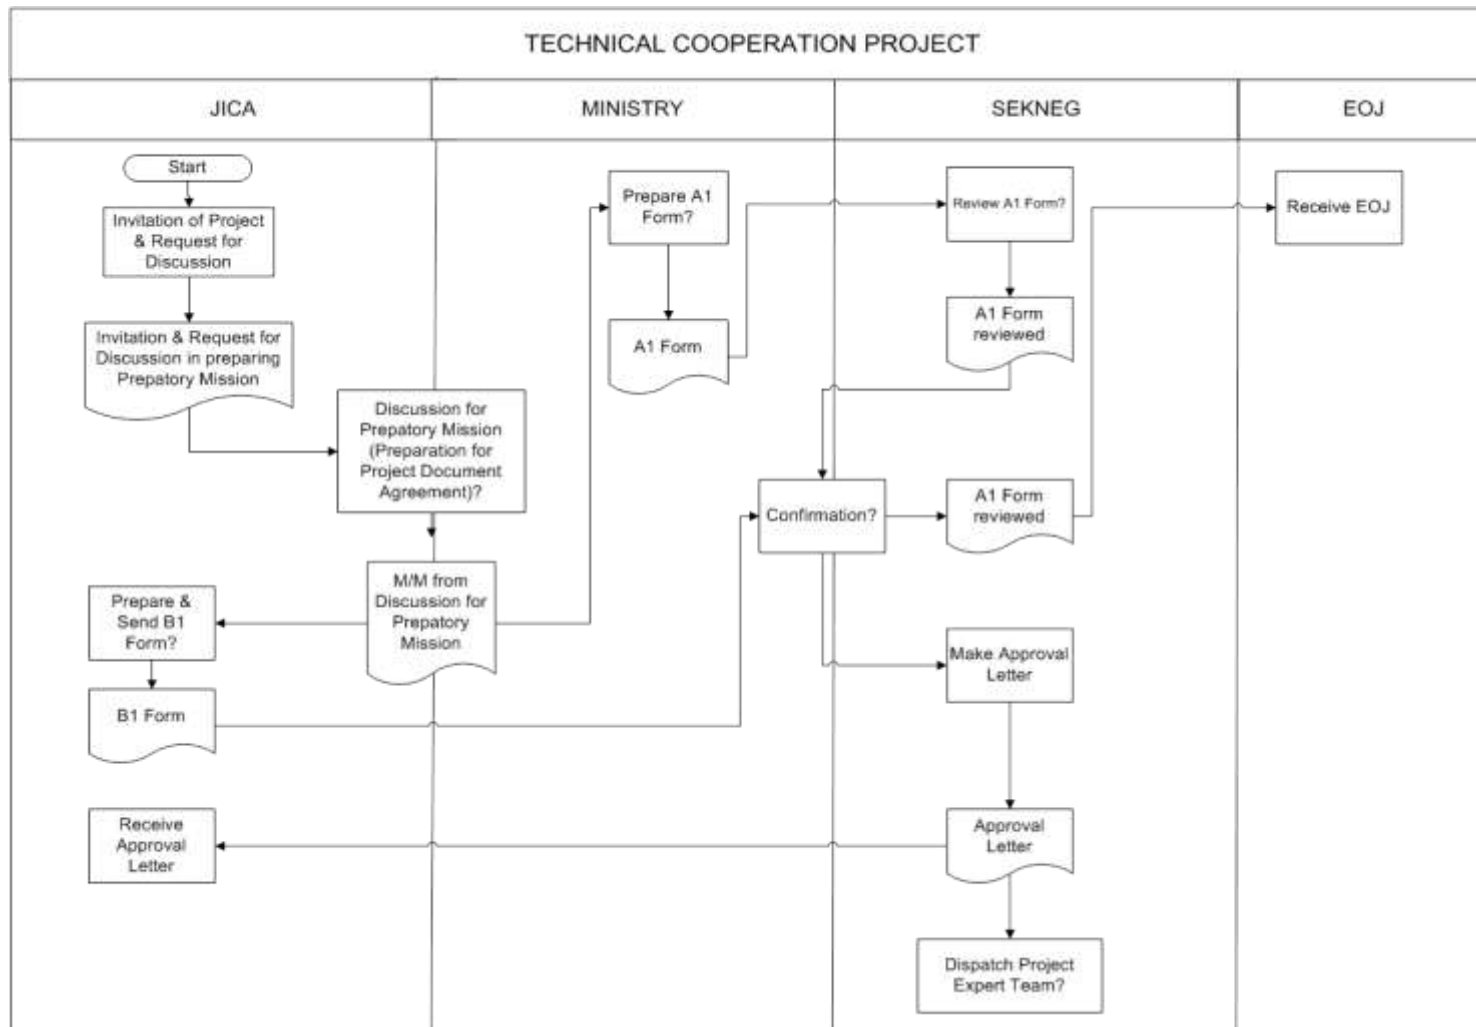 TECHNICAL COOPERATION PROJECT
JICA
MINISTRY
SEKNEG
EOJ
Start
Invitation of Project
& Request for
Discussion
Invitation & Request for
Discussion in preparing
Prepatory Mission
Discussion for
Prepatory Mission
(Preparation for
Project Document
Agreement)?
M/M from
Discussion for
Prepatory
Mission
Prepare &
Send B1
Form?
B1 Form
Receive
Approval
Letter
Prepare A1
Form?
A1 Form
Confirmation?
Review A1 Form?
A1 Form
reviewed
A1 Form
reviewed
Make Approval
Letter
Approval
Letter
Dispatch Project
Expert Team?
Receive EOJ